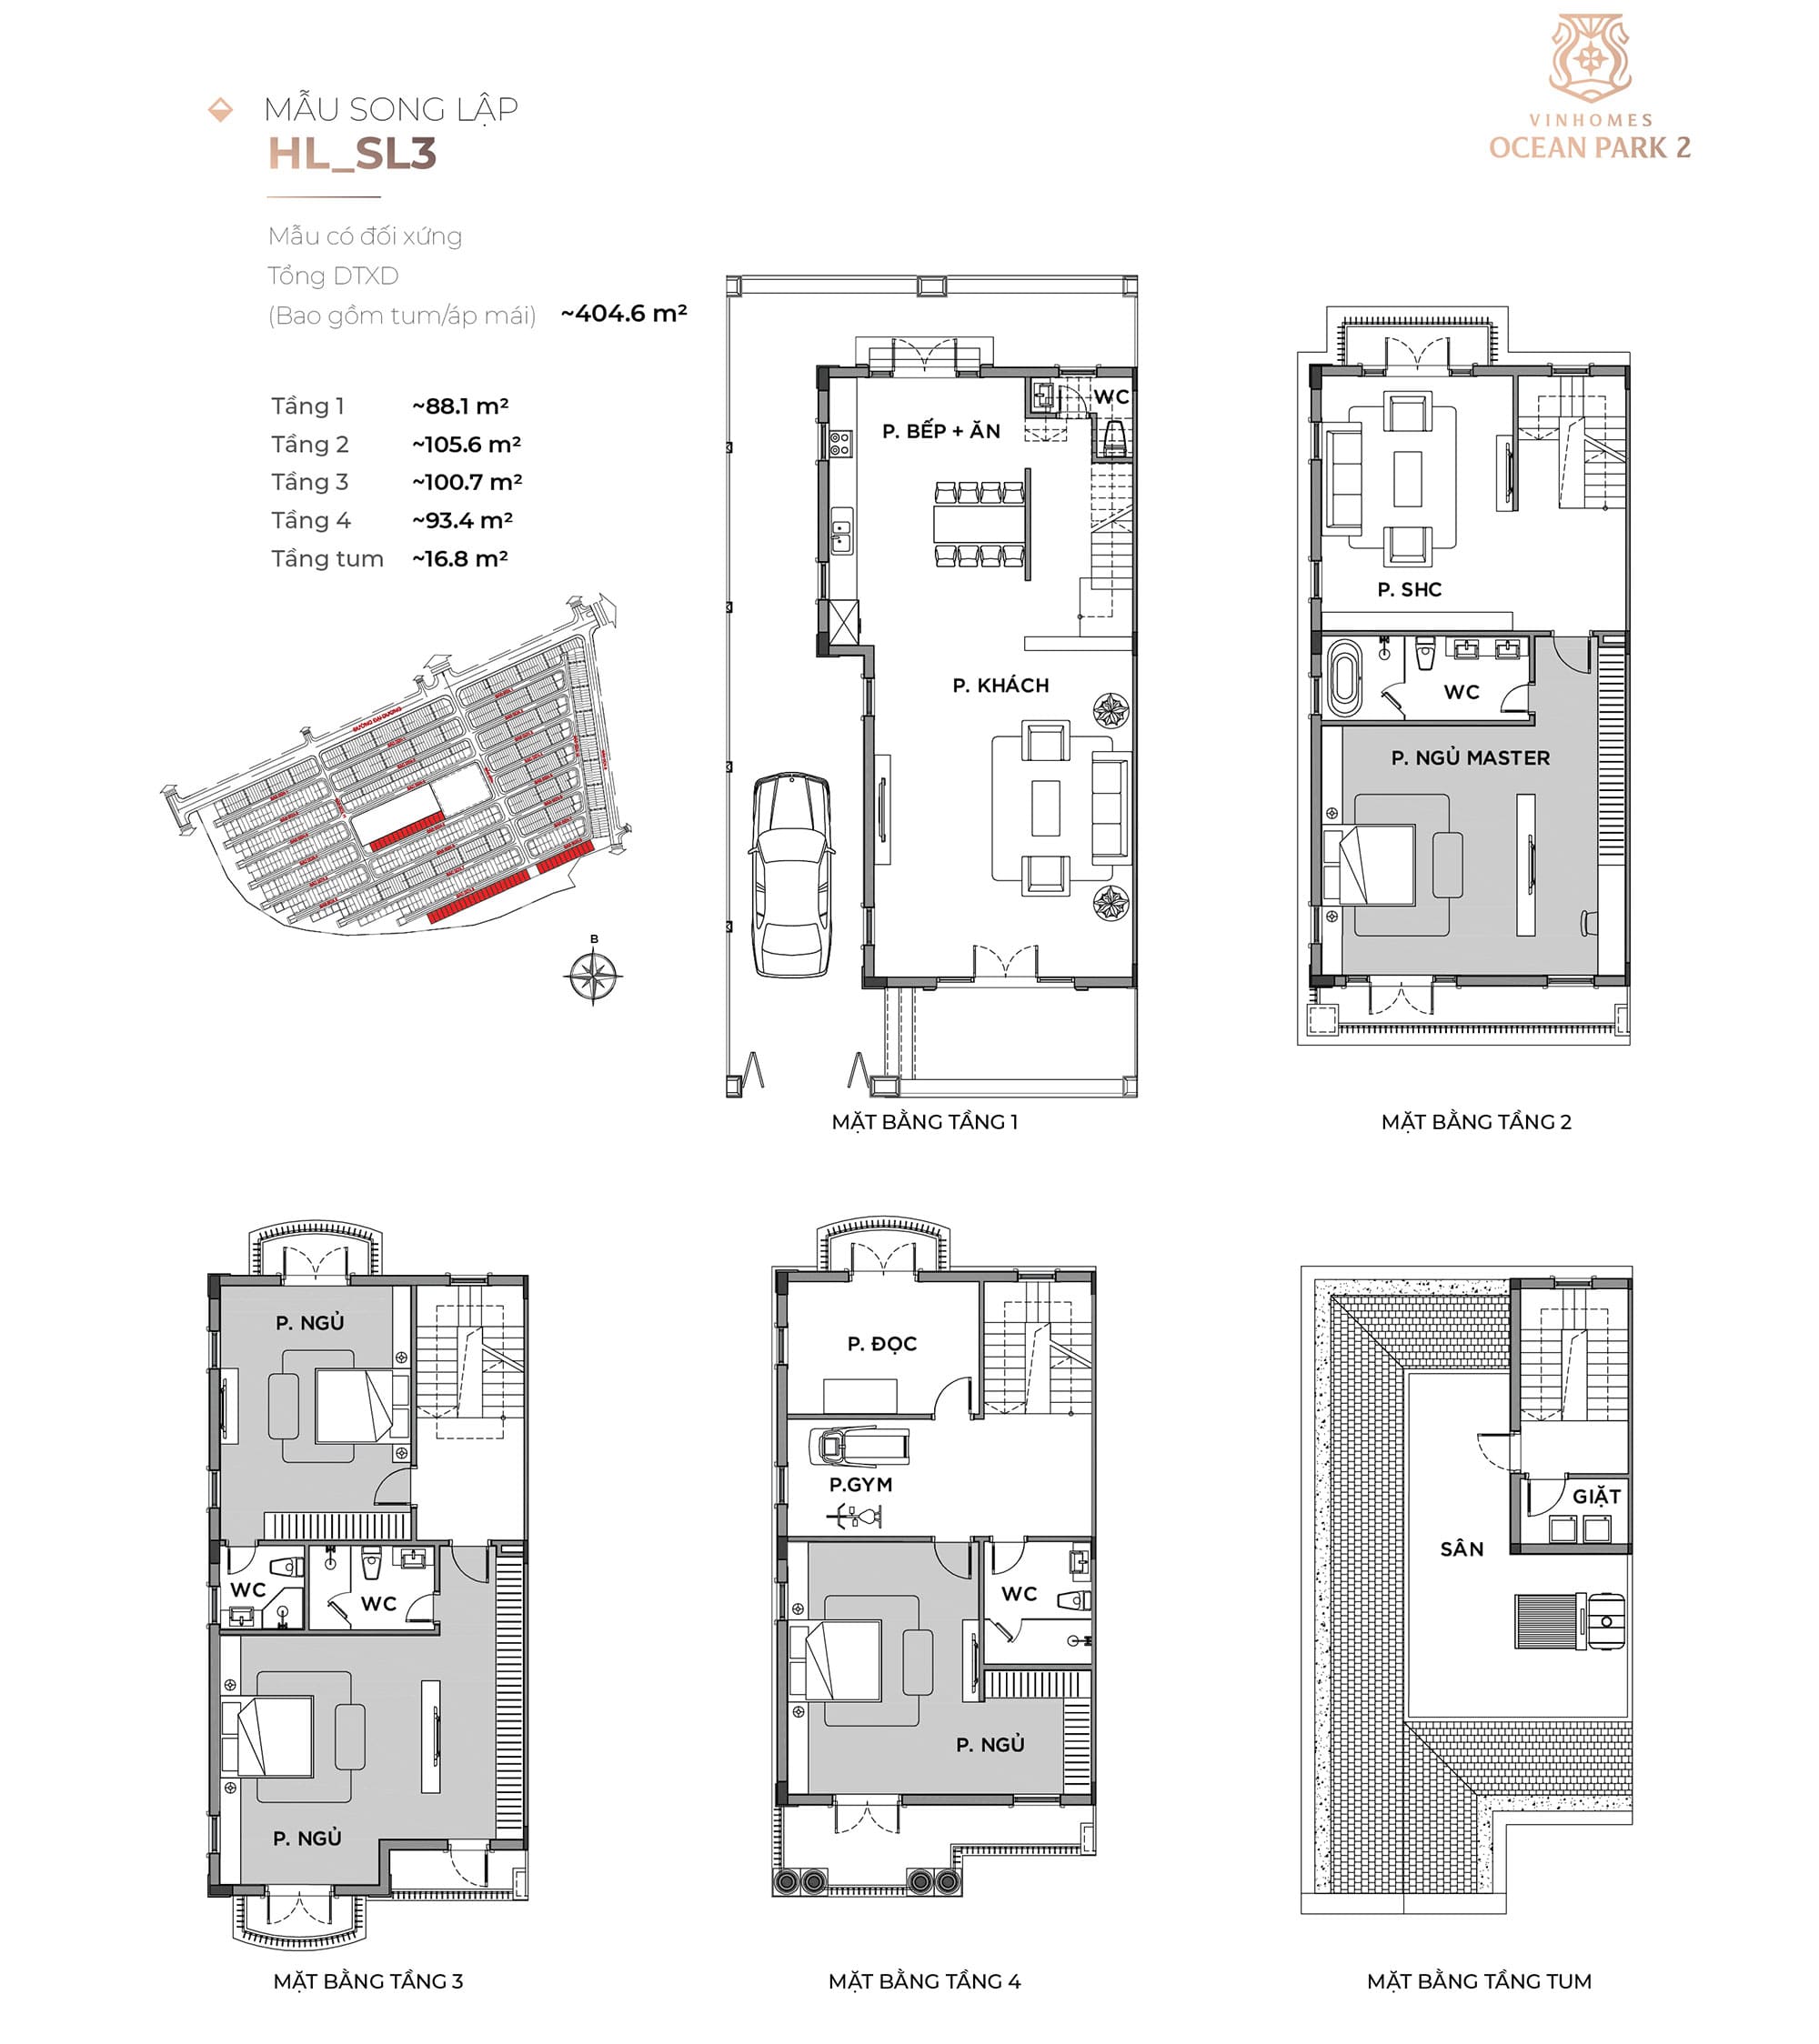 VINHOMES
OCEAN PARK 2
MẪU SONG LẬP
HL_SL3
Mẫu có đối xứng
Tổng DTXD
(Bao gồm tum/áp mái) ~404.6 m²
Tầng 1 ~88.1 m²
Tầng 2 ~105.6 m²
Tầng 3 ~100.7 m²
Tầng 4 ~93.4 m²
Tầng tum ~16.8 m²
ĐƯỜNG ĐẠI DƯƠNG
B
WC
P. BẾP + ĂN
P. KHÁCH
MẶT BẰNG TẦNG 1
P. SHC
WC
P. NGỦ MASTER
MẶT BẰNG TẦNG 2
P. NGỦ
WC
WC
P. NGỦ
MẶT BẰNG TẦNG 3
P. ĐỌC
P.GYM
WC
P. NGỦ
MẶT BẰNG TẦNG 4
GIẶT
SÂN
MẶT BẰNG TẦNG TUM